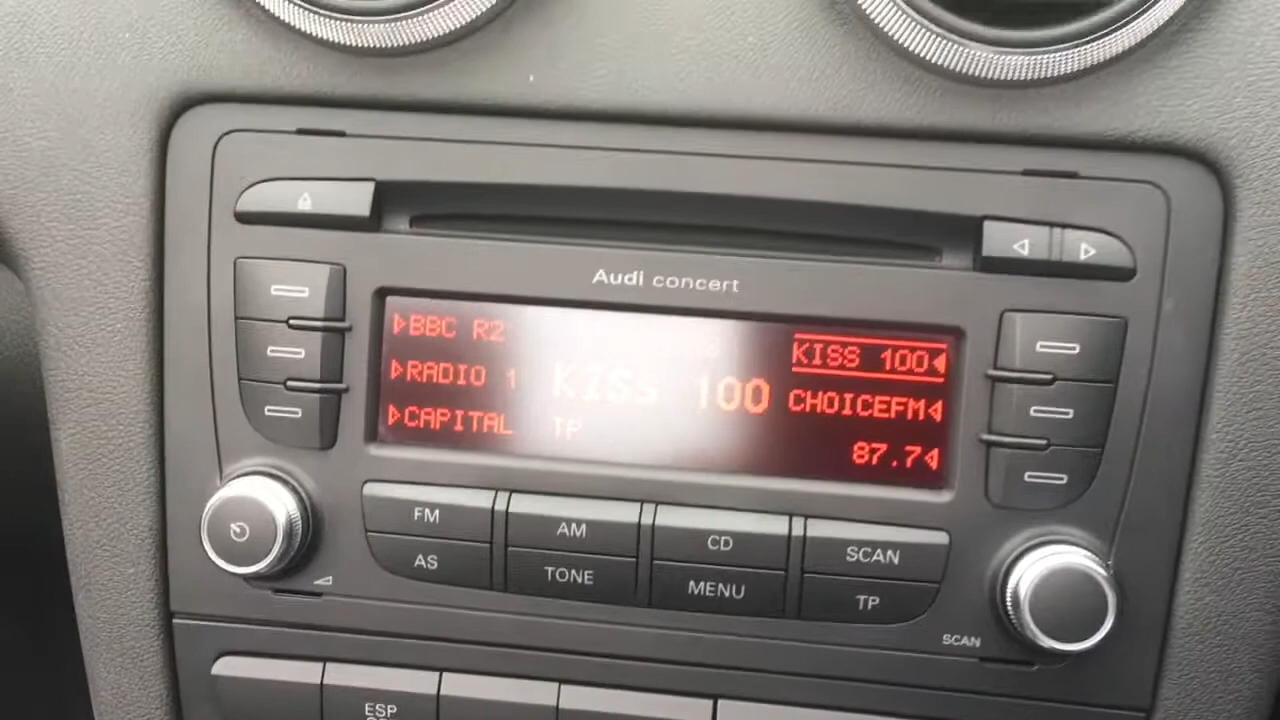 Audi concert
BBC R2
RADIO 1
CAPITAL
KISS 100
TP
KISS 100
CHOICEFM
87.7
FM
AM
CD
SCAN
AS
TONE
MENU
TP
SCAN
ESP